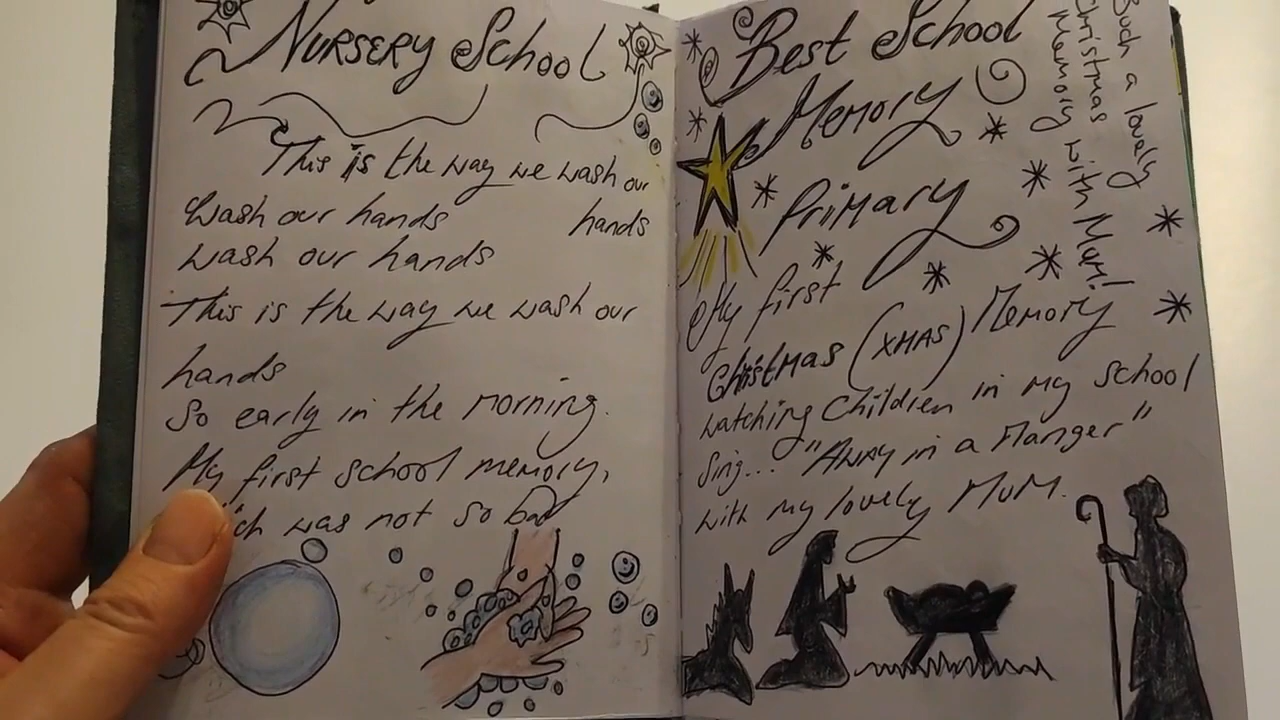 Nursery School
This is the way we wash our
hands
Wash our hands
wash our hands
This is the way we wash our
hands
So early in the morning.
My first school memory,
was not so bad
Best School
Memory
Primary
My first
Christmas (XMAS) Memory
watching Children in my school
Sing... "Away in a Manger"
with my lovely MuM.
Such a lovely
Christmas
Memory with Mum!